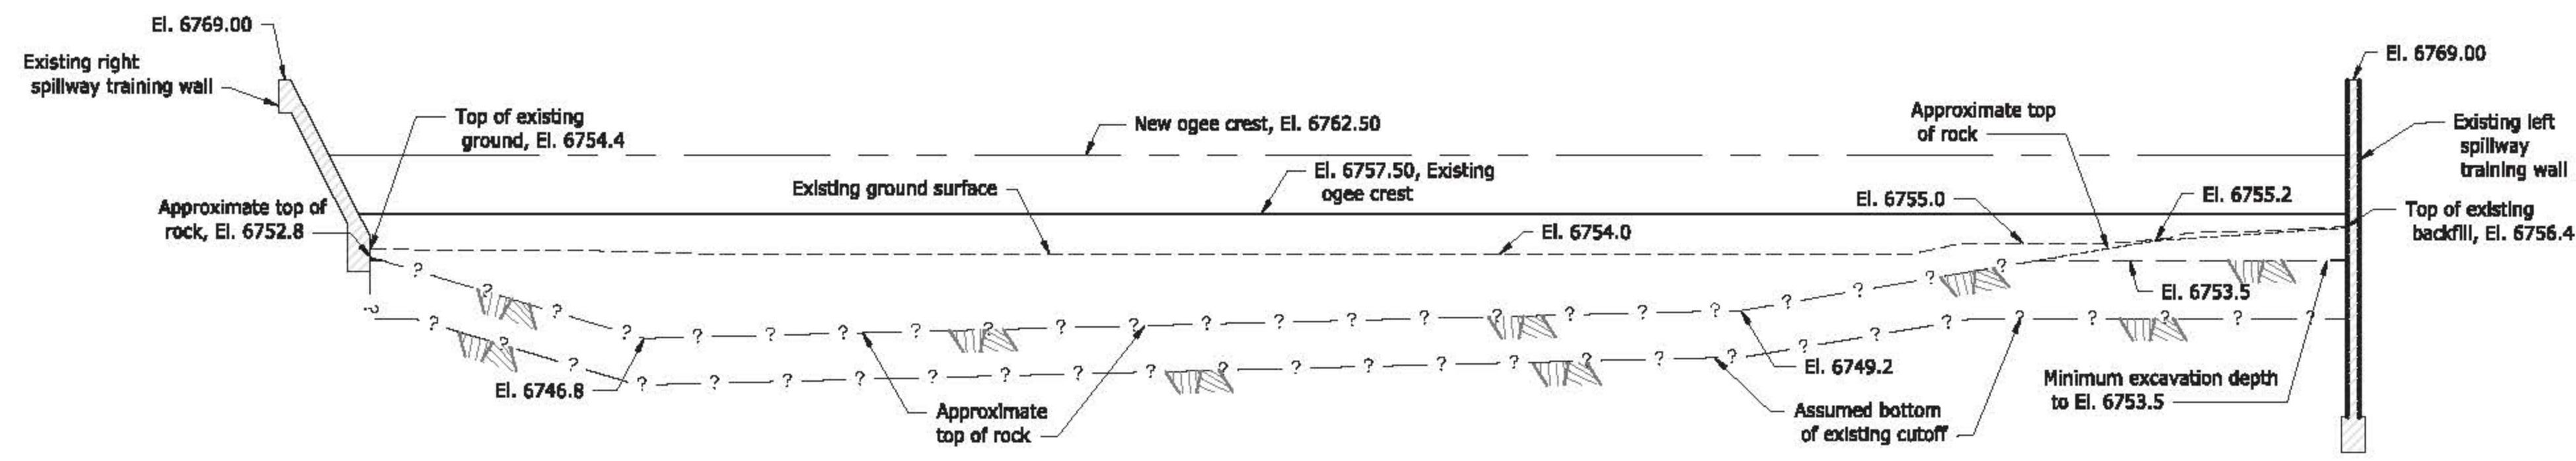 El. 6769.00
Existing right
spillway training wall
Top of existing
ground, El. 6754.4
Approximate top of
rock, El. 6752.8
Existing ground surface
New ogee crest, El. 6762.50
El. 6757.50, Existing
ogee crest
El. 6754.0
Approximate top
of rock
El. 6755.0
El. 6755.2
El. 6769.00
Existing left
spillway
training wall
Top of existing
backfill, El. 6756.4
El. 6753.5
El. 6746.8
Approximate
top of rock
El. 6749.2
Assumed bottom
of existing cutoff
Minimum excavation depth
to El. 6753.5
? ? ? ? ? ? ? ? ? ? ? ? ? ? ? ? ? ? ? ? ? ? ?
? ? ? ? ? ? ? ? ? ? ? ? ? ? ? ? ? ? ? ? ? ? ? ? ? ? ? ?